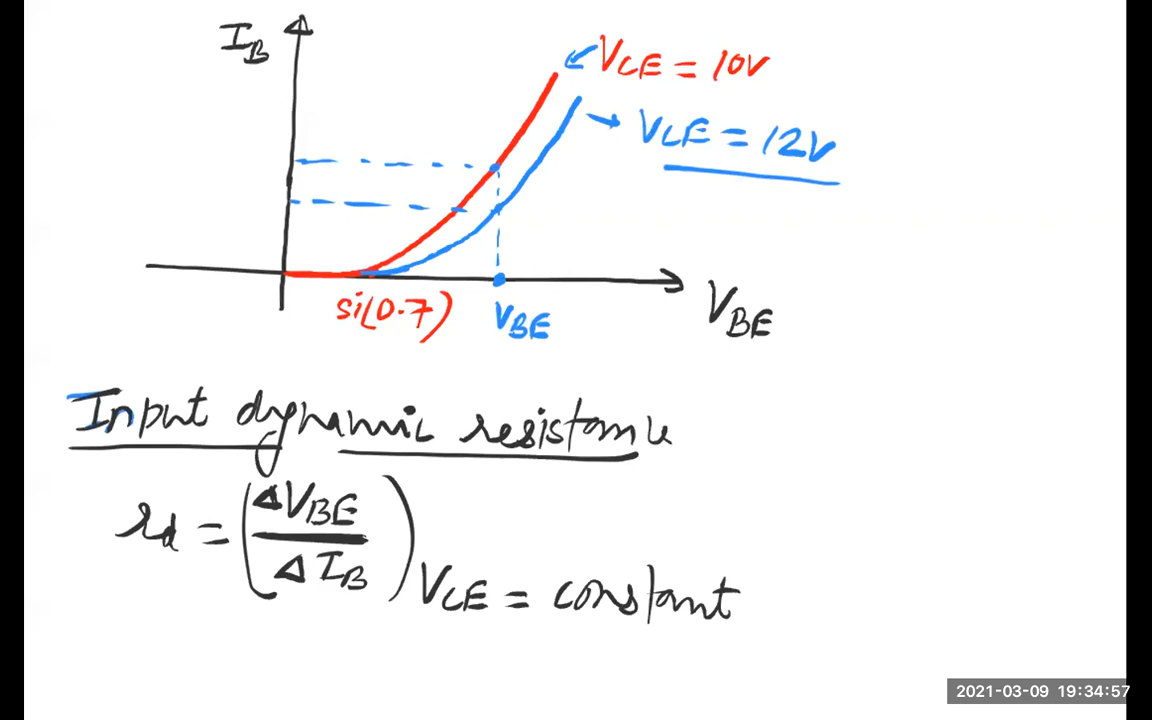 I_B
V_CE = 10V
V_CE = 12V
si(0.7)
V_BE
V_BE
Input dynamic resistance
r_d = (ΔV_BE / ΔI_B) V_CE = constant
2021-03-09 19:34:57